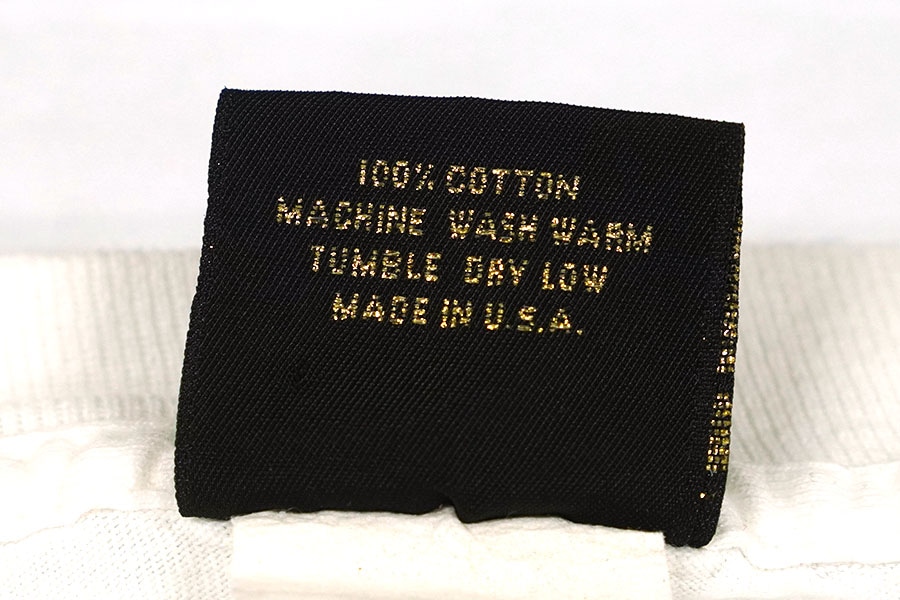 100% COTTON
MACHINE WASH WARM
TUMBLE DRY LOW
MADE IN U.S.A.